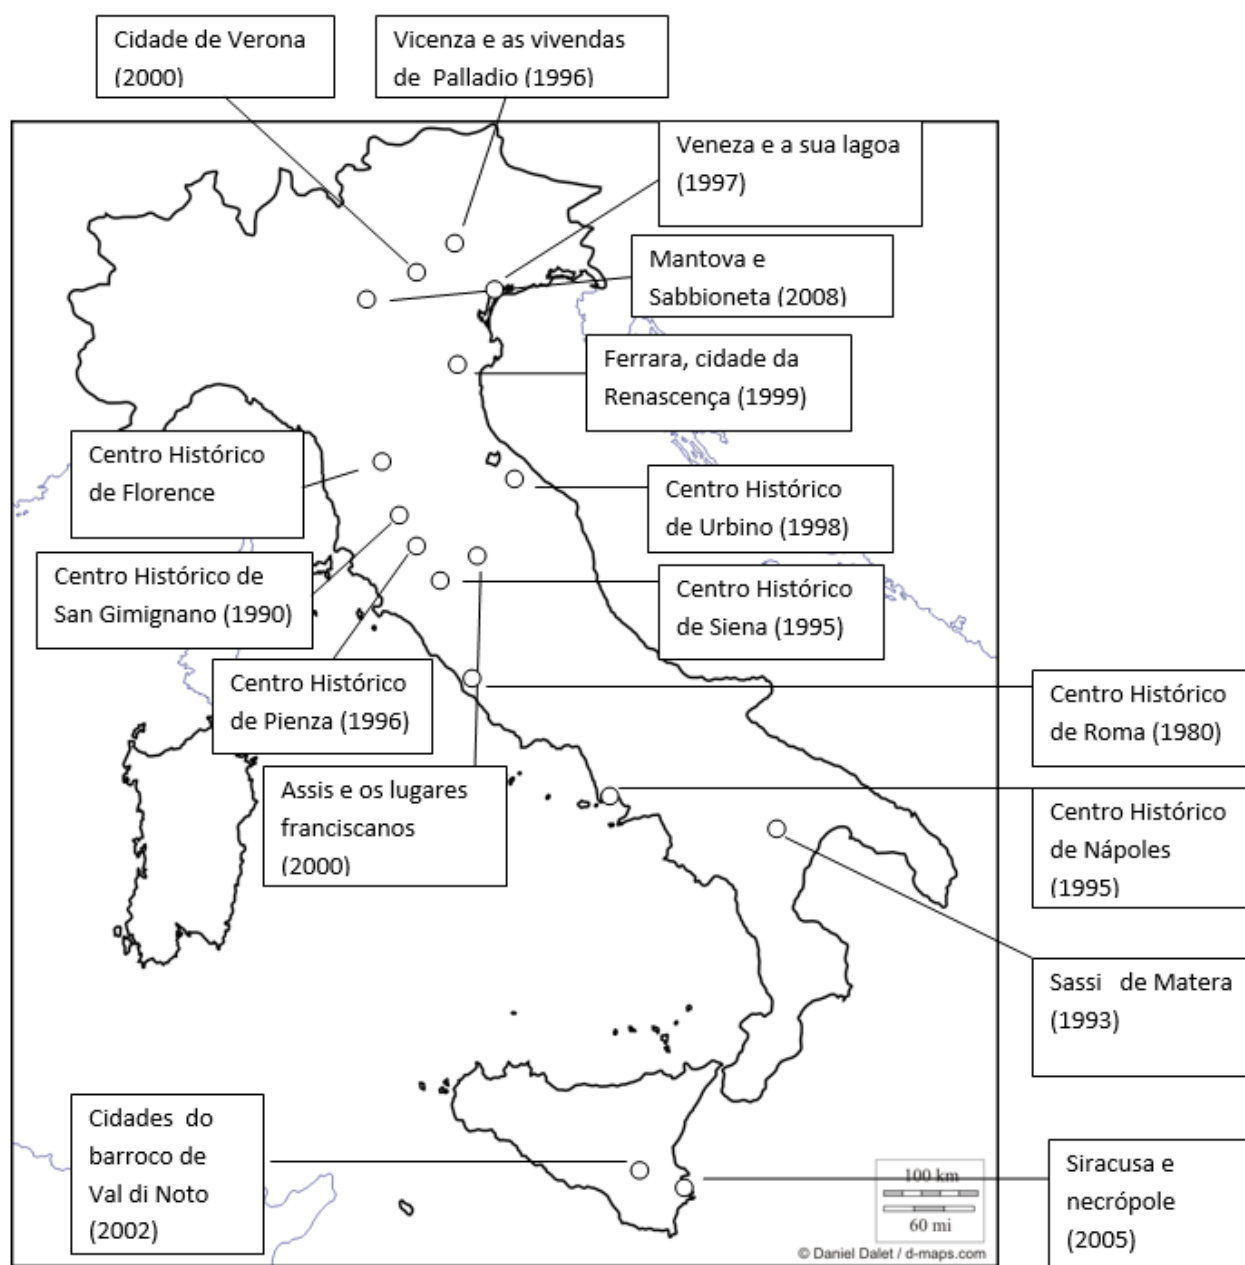 Cidade de Verona
(2000)
Vicenza e as vivendas
de Palladio (1996)
Veneza e a sua lagoa
(1997)
Mantova e
Sabbioneta (2008)
Ferrara, cidade da
Renascença (1999)
Centro Histórico
de Florence
Centro Histórico
de Urbino (1998)
Centro Histórico de
San Gimignano (1990)
Centro Histórico
de Siena (1995)
Centro Histórico
de Pienza (1996)
Centro Histórico
de Roma (1980)
Assis e os lugares
franciscanos
(2000)
Centro Histórico
de Nápoles
(1995)
Sassi de Matera
(1993)
Cidades do
barroco de
Val di Noto
(2002)
Siracusa e
necrópole
(2005)
100 km
60 mi
© Daniel Dalet / d-maps.com